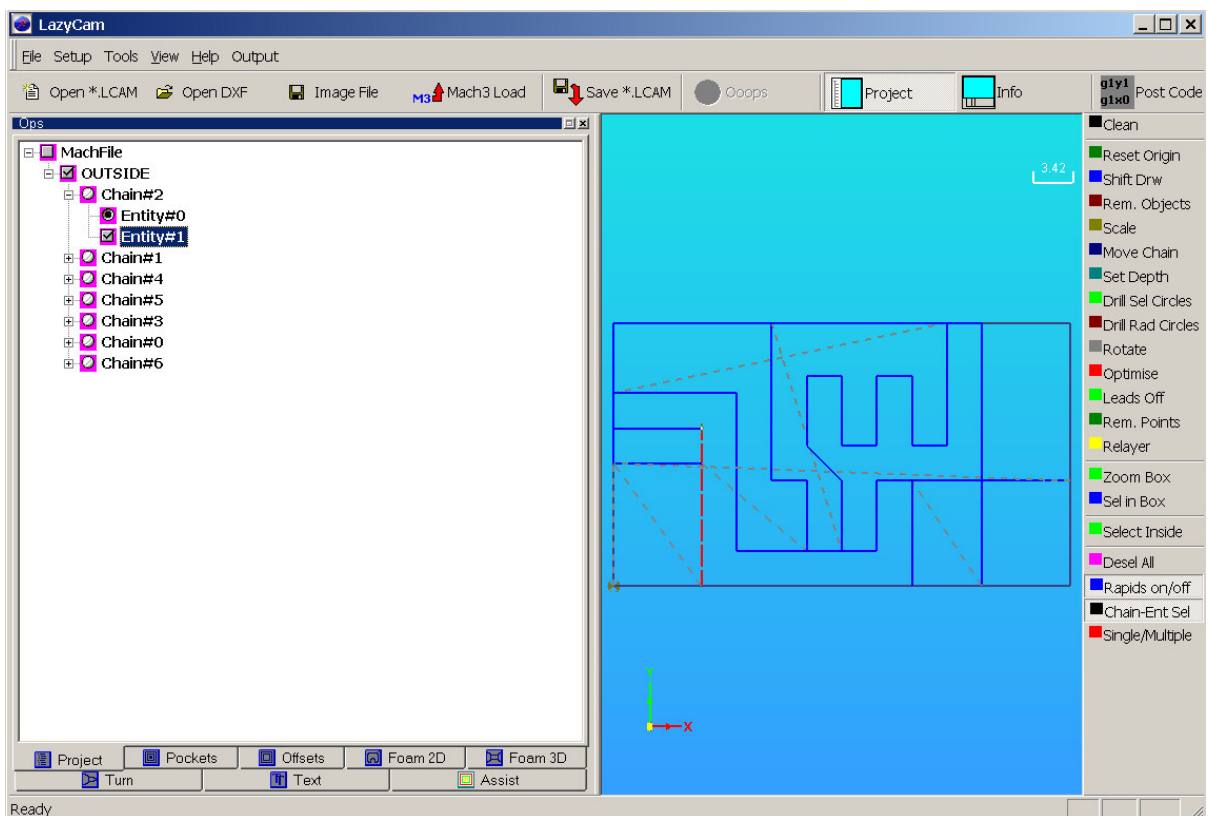 LazyCam
File Setup Tools View Help Output
Open *.LCAM Open DXF Image File M3 Mach3 Load Save *.LCAM Ooops Project Info g1y1 g1x0 Post Code
Ops
MachFile
OUTSIDE
Chain#2
Entity#0
Entity#1
Chain#1
Chain#4
Chain#5
Chain#3
Chain#0
Chain#6
3.42
Y
X
Clean
Reset Origin
Shift Drw
Rem. Objects
Scale
Move Chain
Set Depth
Drill Sel Circles
Drill Rad Circles
Rotate
Optimise
Leads Off
Rem. Points
Relayer
Zoom Box
Sel in Box
Select Inside
Desel All
Rapids on/off
Chain-Ent Sel
Single/Multiple
Project Pockets Offsets Foam 2D Foam 3D
Turn Text Assist
Ready